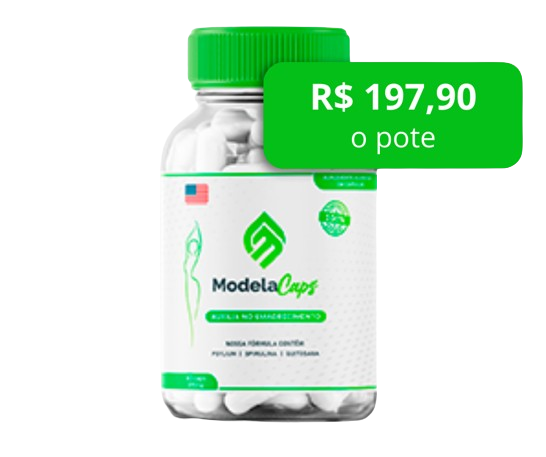 R$ 197,90
o pote
ModelaCaps
AUXILIA NO EMAGRECIMENTO
NOSSA FÓRMULA CONTÉM
PSYLLIUM | SPIRULINA | QUITOSANA